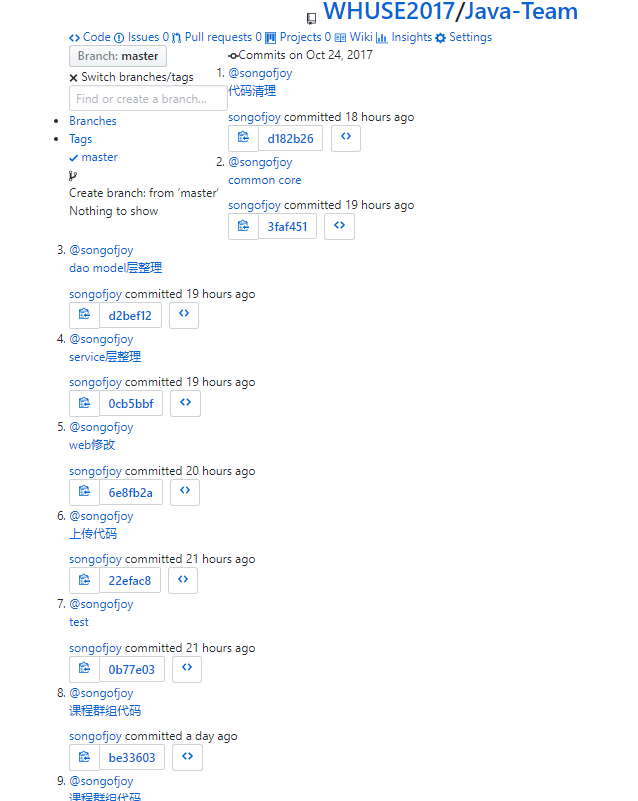 WHUSE2017/Java-Team
Code Issues 0 Pull requests 0 Projects 0 Wiki Insights Settings
Branch: master
Switch branches/tags
Find or create a branch...
Branches
Tags
master
Create branch: from ‘master’
Nothing to show
Commits on Oct 24, 2017
1. @songofjoy
代码清理
songofjoy committed 18 hours ago
d182b26
2. @songofjoy
common core
songofjoy committed 19 hours ago
3faf451
3. @songofjoy
dao model层整理
songofjoy committed 19 hours ago
d2bef12
4. @songofjoy
service层整理
songofjoy committed 19 hours ago
0cb5bbf
5. @songofjoy
web修改
songofjoy committed 20 hours ago
6e8fb2a
6. @songofjoy
上传代码
songofjoy committed 21 hours ago
22efac8
7. @songofjoy
test
songofjoy committed 21 hours ago
0b77e03
8. @songofjoy
课程群组代码
songofjoy committed a day ago
be33603
9. @songofjoy
课程群组代码